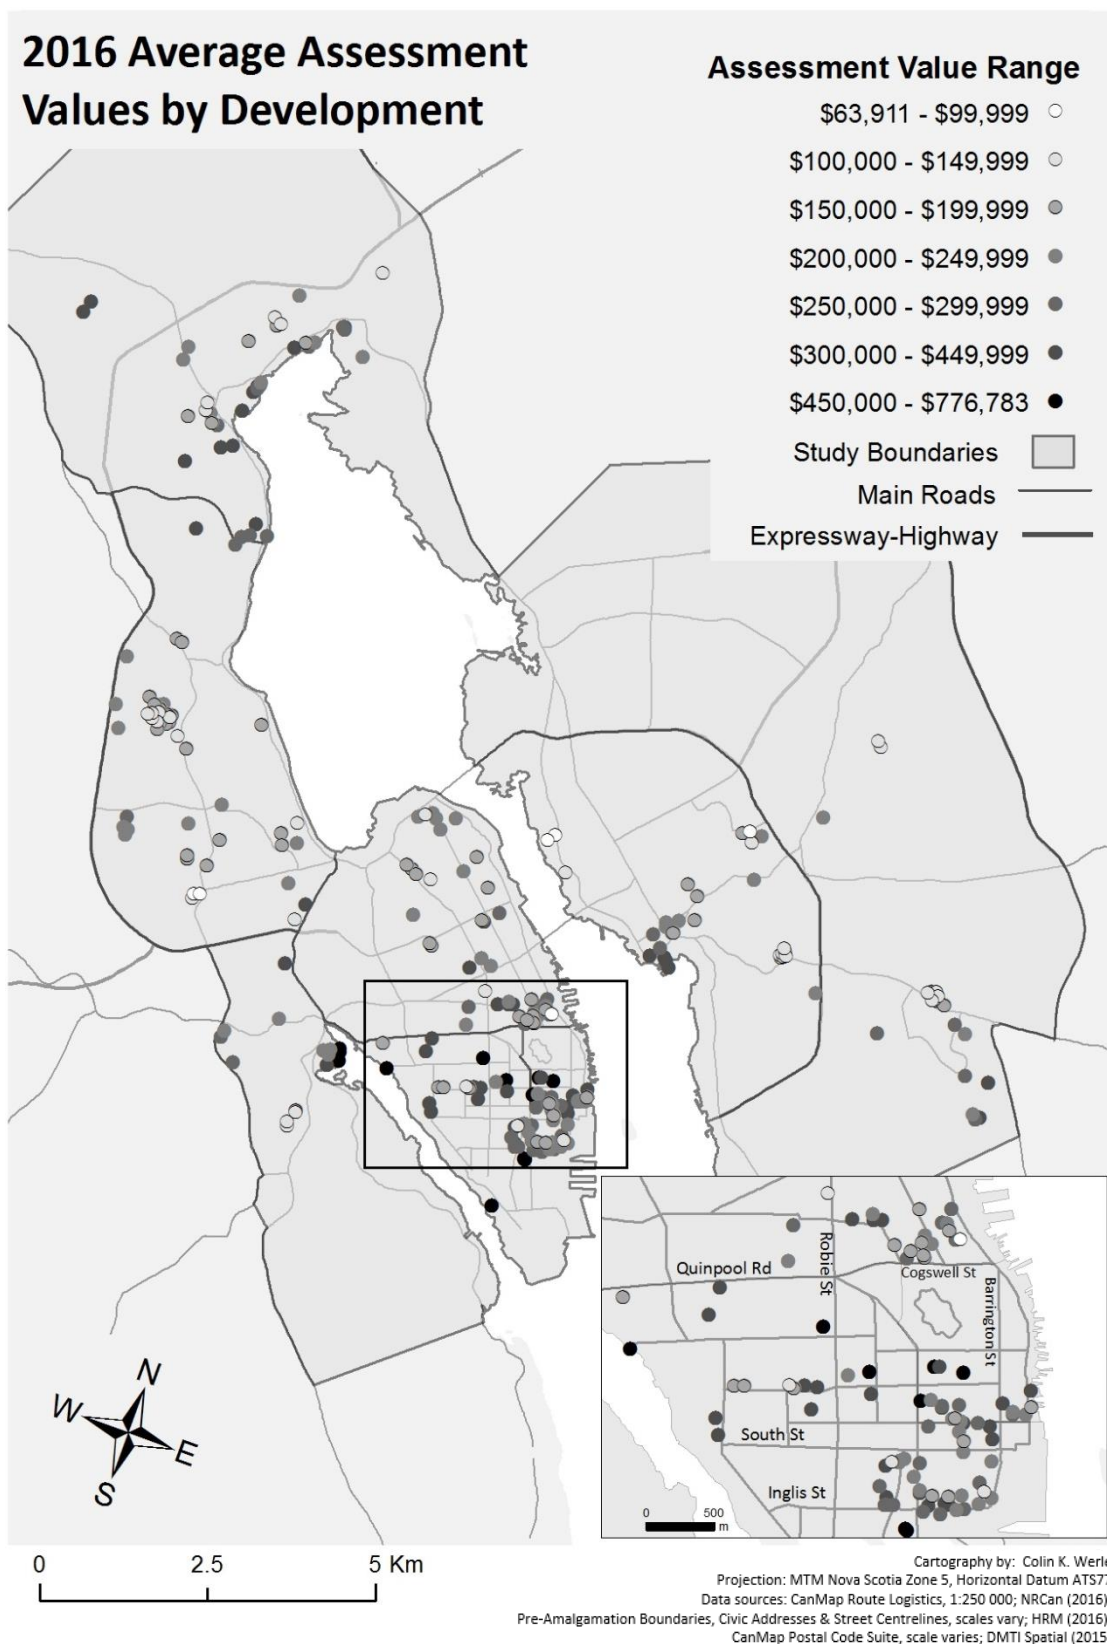 2016 Average Assessment
Values by Development
Assessment Value Range
$63,911 - $99,999
$100,000 - $149,999
$150,000 - $199,999
$200,000 - $249,999
$250,000 - $299,999
$300,000 - $449,999
$450,000 - $776,783
Study Boundaries
Main Roads
Expressway-Highway
Quinpool Rd
Robie St
Cogswell St
Barrington St
South St
Inglis St
0 500
m
N
W
E
S
0 2.5 5 Km
Cartography by: Colin K. Werle
Projection: MTM Nova Scotia Zone 5, Horizontal Datum ATS77
Data sources: CanMap Route Logistics, 1:250 000; NRCan (2016)
Pre-Amalgamation Boundaries, Civic Addresses & Street Centrelines, scales vary; HRM (2016)
CanMap Postal Code Suite, scale varies; DMTI Spatial (2015